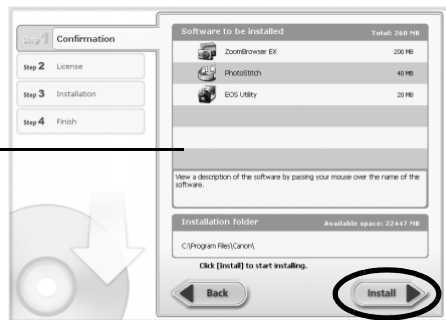 Step 1 Confirmation
Step 2 License
Step 3 Installation
Step 4 Finish
Software to be installed Total: 260 MB
ZoomBrowser EX 200 MB
PhotoStitch 40 MB
EOS Utility 20 MB
View a description of the software by passing your mouse over the name of the
software.
Installation folder Available space: 22447 MB
C:\Program Files\Canon\
Click [Install] to start installing.
Back Install